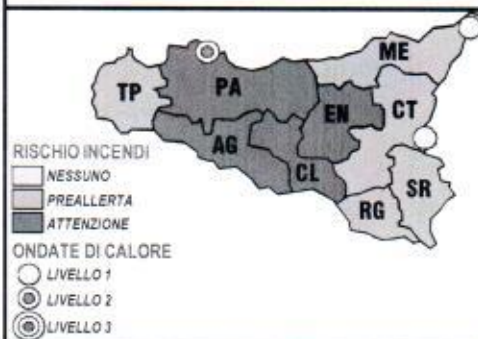 ME
TP
PA
EN
CT
AG
CL
SR
RG
RISCHIO INCENDI
NESSUNO
PREALLERTA
ATTENZIONE
ONDATE DI CALORE
LIVELLO 1
LIVELLO 2
LIVELLO 3